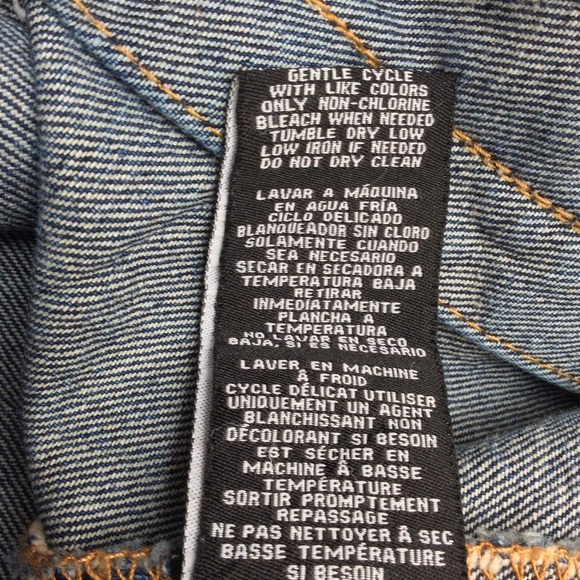 GENTLE CYCLE
WITH LIKE COLORS
ONLY NON-CHLORINE
BLEACH WHEN NEEDED
TUMBLE DRY LOW
LOW IRON IF NEEDED
DO NOT DRY CLEAN
LAVAR A MÁQUINA
EN AGUA FRÍA
CICLO DELICADO
BLANQUEADOR SIN CLORO
SOLAMENTE CUANDO
SEA NECESARIO
SECAR EN SECADORA A
TEMPERATURA BAJA
RETIRAR
INMEDIATAMENTE
PLANCHA A
TEMPERATURA
NO LAVAR EN SECO
BAJA, SI ES NECESARIO
LAVER EN MACHINE
Â FROID
CYCLE DÉLICAT UTILISER
UNIQUEMENT UN AGENT
BLANCHISSANT NON
DÉCOLORANT SI BESOIN
EST SÉCHER EN
MACHINE Â BASSE
TEMPÉRATURE
SORTIR PROMPTEMENT
REPASSAGE
NE PAS NETTOYER Â SEC
BASSE TEMPÉRATURE
SI BESOIN